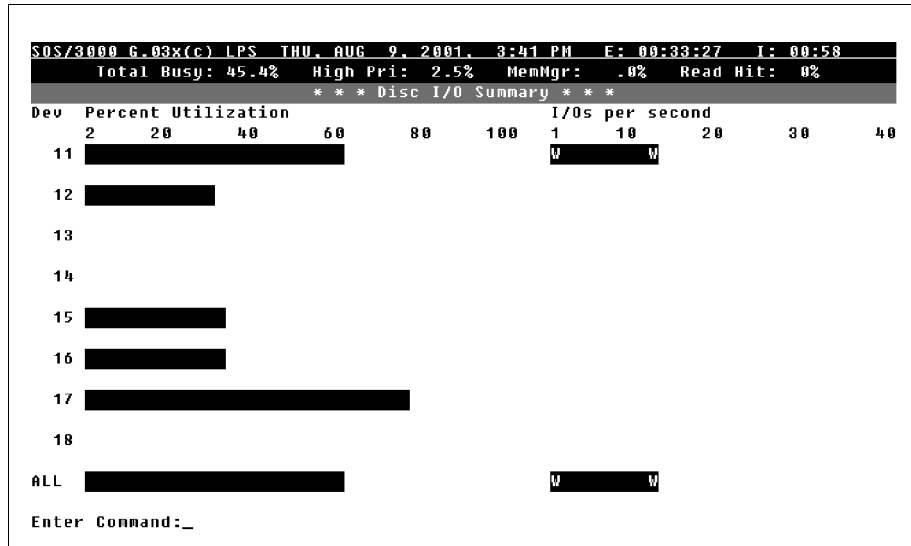 SOS/3000 G.03x(c) LPS THU, AUG 9, 2001, 3:41 PM E: 00:33:27 I: 00:58
Total Busy: 45.4% High Pri: 2.5% MemMgr: .0% Read Hit: 0%
* * * Disc I/O Summary * * *
Dev Percent Utilization I/Os per second
2 20 40 60 80 100 1 10 20 30 40
11 W W
12
13
14
15
16
17
18
ALL W W
Enter Command:_